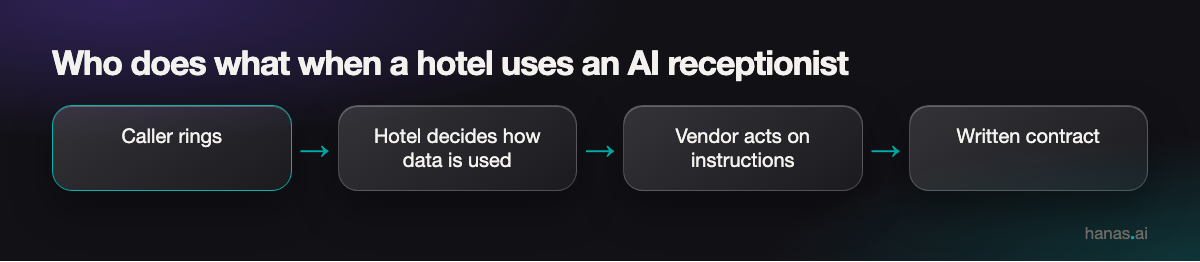 Who does what when a hotel uses an AI receptionist
Caller rings
Hotel decides how
data is used
Vendor acts on
instructions
Written contract
hanas.ai